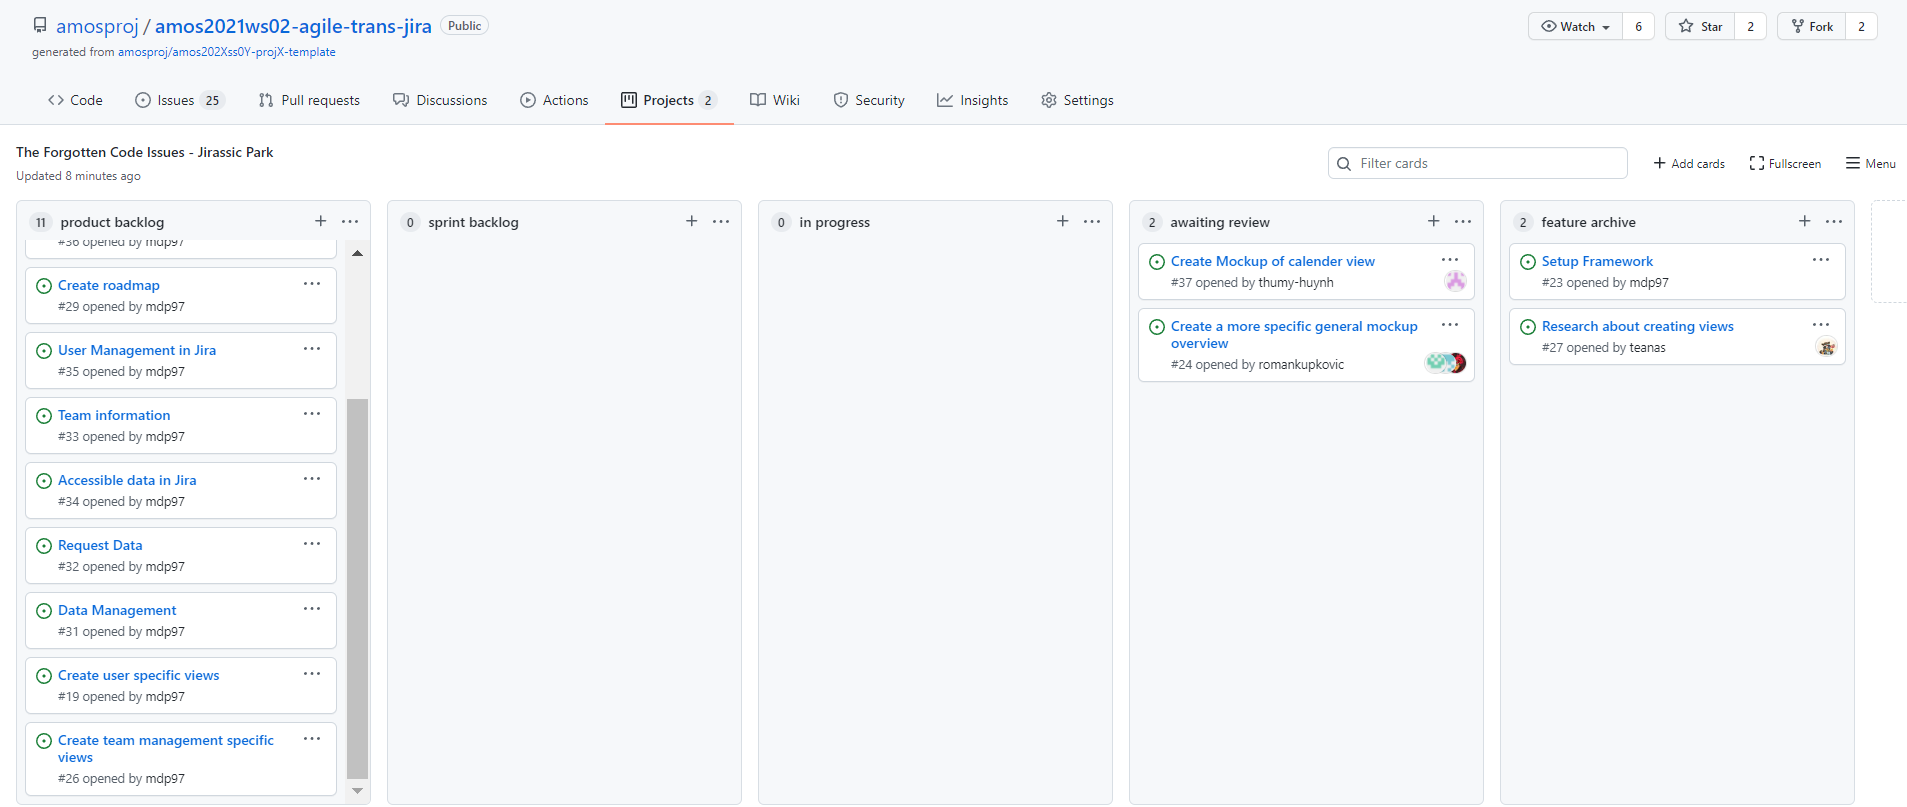 amosproj / amos2021ws02-agile-trans-jira Public
Watch 6 Star 2 Fork 2
generated from amosproj/amos202Xss0Y-projX-template
Code Issues 25 Pull requests Discussions Actions Projects 2 Wiki Security Insights Settings
The Forgotten Code Issues - Jirassic Park
Updated 8 minutes ago
Filter cards Add cards Fullscreen Menu
11 product backlog
#36 opened by mdp97
Create roadmap
#29 opened by mdp97
User Management in Jira
#35 opened by mdp97
Team information
#33 opened by mdp97
Accessible data in Jira
#34 opened by mdp97
Request Data
#32 opened by mdp97
Data Management
#31 opened by mdp97
Create user specific views
#19 opened by mdp97
Create team management specific
views
#26 opened by mdp97
0 sprint backlog
0 in progress
2 awaiting review
Create Mockup of calender view
#37 opened by thumy-huynh
Create a more specific general mockup
overview
#24 opened by romankupkovic
2 feature archive
Setup Framework
#23 opened by mdp97
Research about creating views
#27 opened by teanas